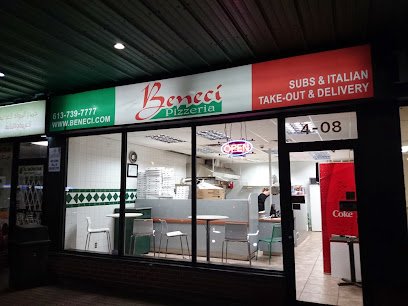 613-739-7777
WWW.BENECI.COM
Beneci
Pizzeria
SUBS & ITALIAN
TAKE-OUT & DELIVERY
OPEN
4-08
Coke